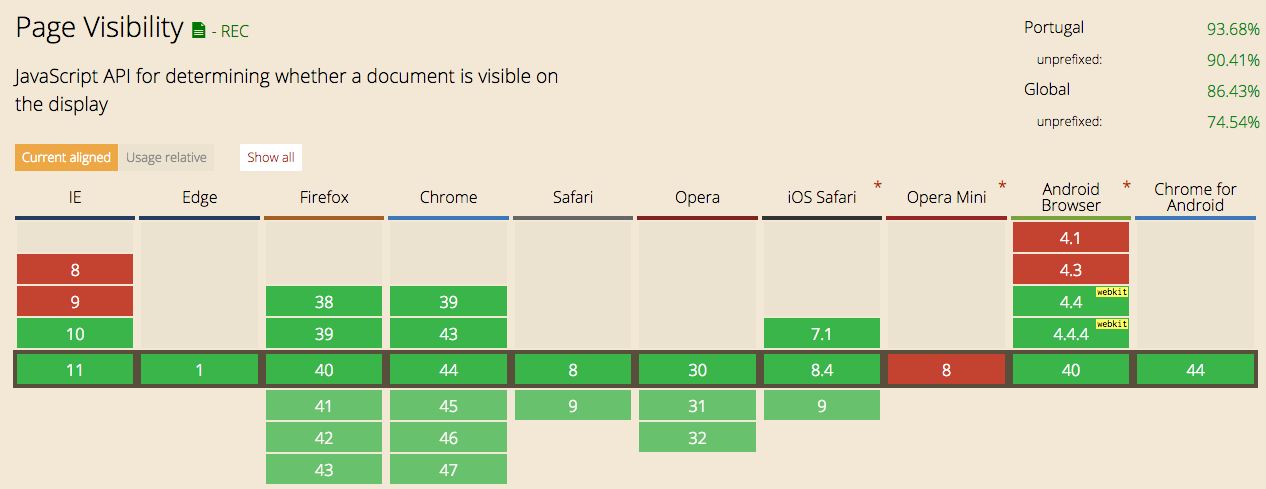 Page Visibility - REC
Portugal 93.68%
unprefixed: 90.41%
Global 86.43%
unprefixed: 74.54%
JavaScript API for determining whether a document is visible on
the display
Current aligned Usage relative Show all
IE Edge Firefox Chrome Safari Opera iOS Safari * Opera Mini * Android Browser * Chrome for Android
4.1
8 4.3
9 38 39 4.4 webkit
10 39 43 7.1 4.4.4 webkit
11 1 40 44 8 30 8.4 8 40 44
41 45 9 31 9
42 46 32
43 47